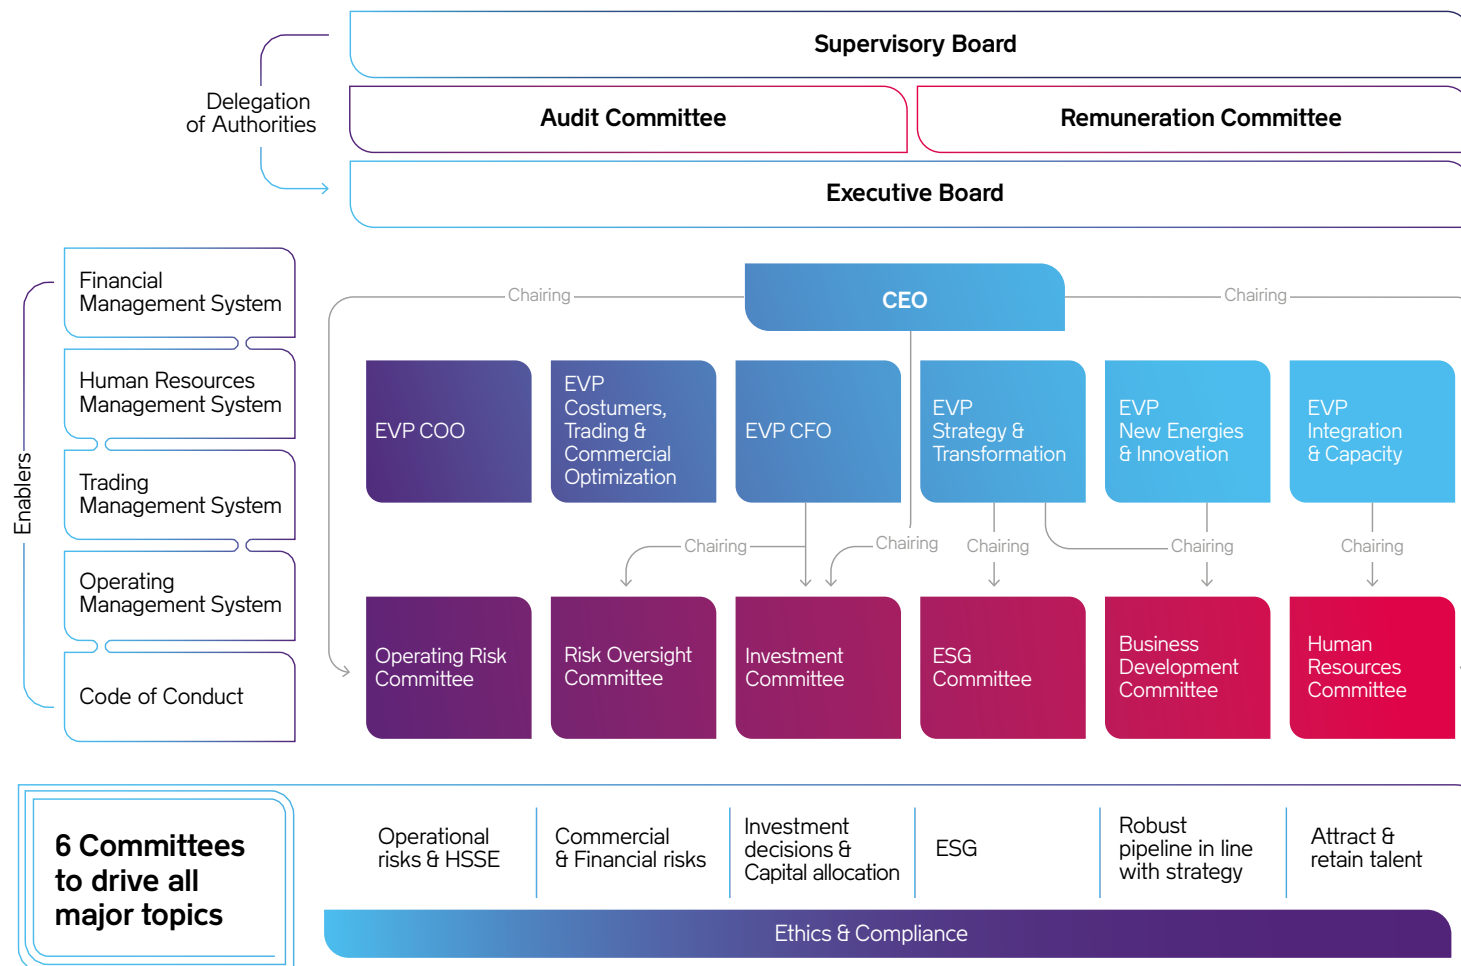 Supervisory Board
Delegation
of Authorities
Audit Committee
Remuneration Committee
Executive Board
Enablers
Financial
Management System
Human Resources
Management System
Trading
Management System
Operating
Management System
Code of Conduct
Chairing
CEO
Chairing
EVP COO
EVP
Costumers,
Trading &
Commercial
Optimization
EVP CFO
EVP
Strategy &
Transformation
EVP
New Energies
& Innovation
EVP
Integration
& Capacity
Chairing
Chairing
Chairing
Chairing
Chairing
Operating Risk
Committee
Risk Oversight
Committee
Investment
Committee
ESG
Committee
Business
Development
Committee
Human
Resources
Committee
6 Committees
to drive all
major topics
Operational
risks & HSSE
Commercial
& Financial risks
Investment
decisions &
Capital allocation
ESG
Robust
pipeline in line
with strategy
Attract &
retain talent
Ethics & Compliance